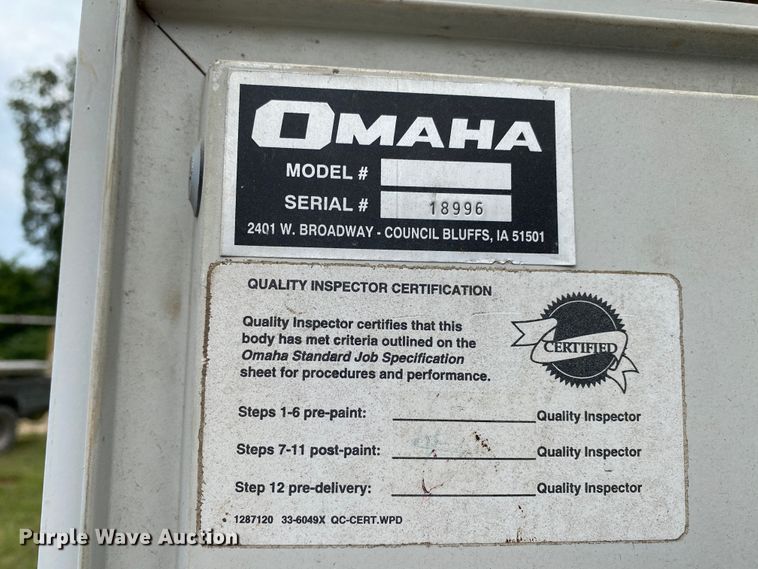 OMAHA
MODEL #
SERIAL # 18996
2401 W. BROADWAY - COUNCIL BLUFFS, IA 51501
QUALITY INSPECTOR CERTIFICATION
Quality Inspector certifies that this
body has met criteria outlined on the
Omaha Standard Job Specification
sheet for procedures and performance.
CERTIFIED
Steps 1-6 pre-paint: Quality Inspector
Steps 7-11 post-paint: Quality Inspector
Step 12 pre-delivery: Quality Inspector
1287120 33-6049X QC-CERT.WPD
Purple Wave Auction